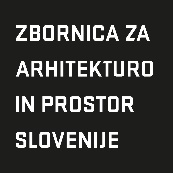 ZBORNICA ZA
ARHITEKTURO
IN PROSTOR
SLOVENIJE